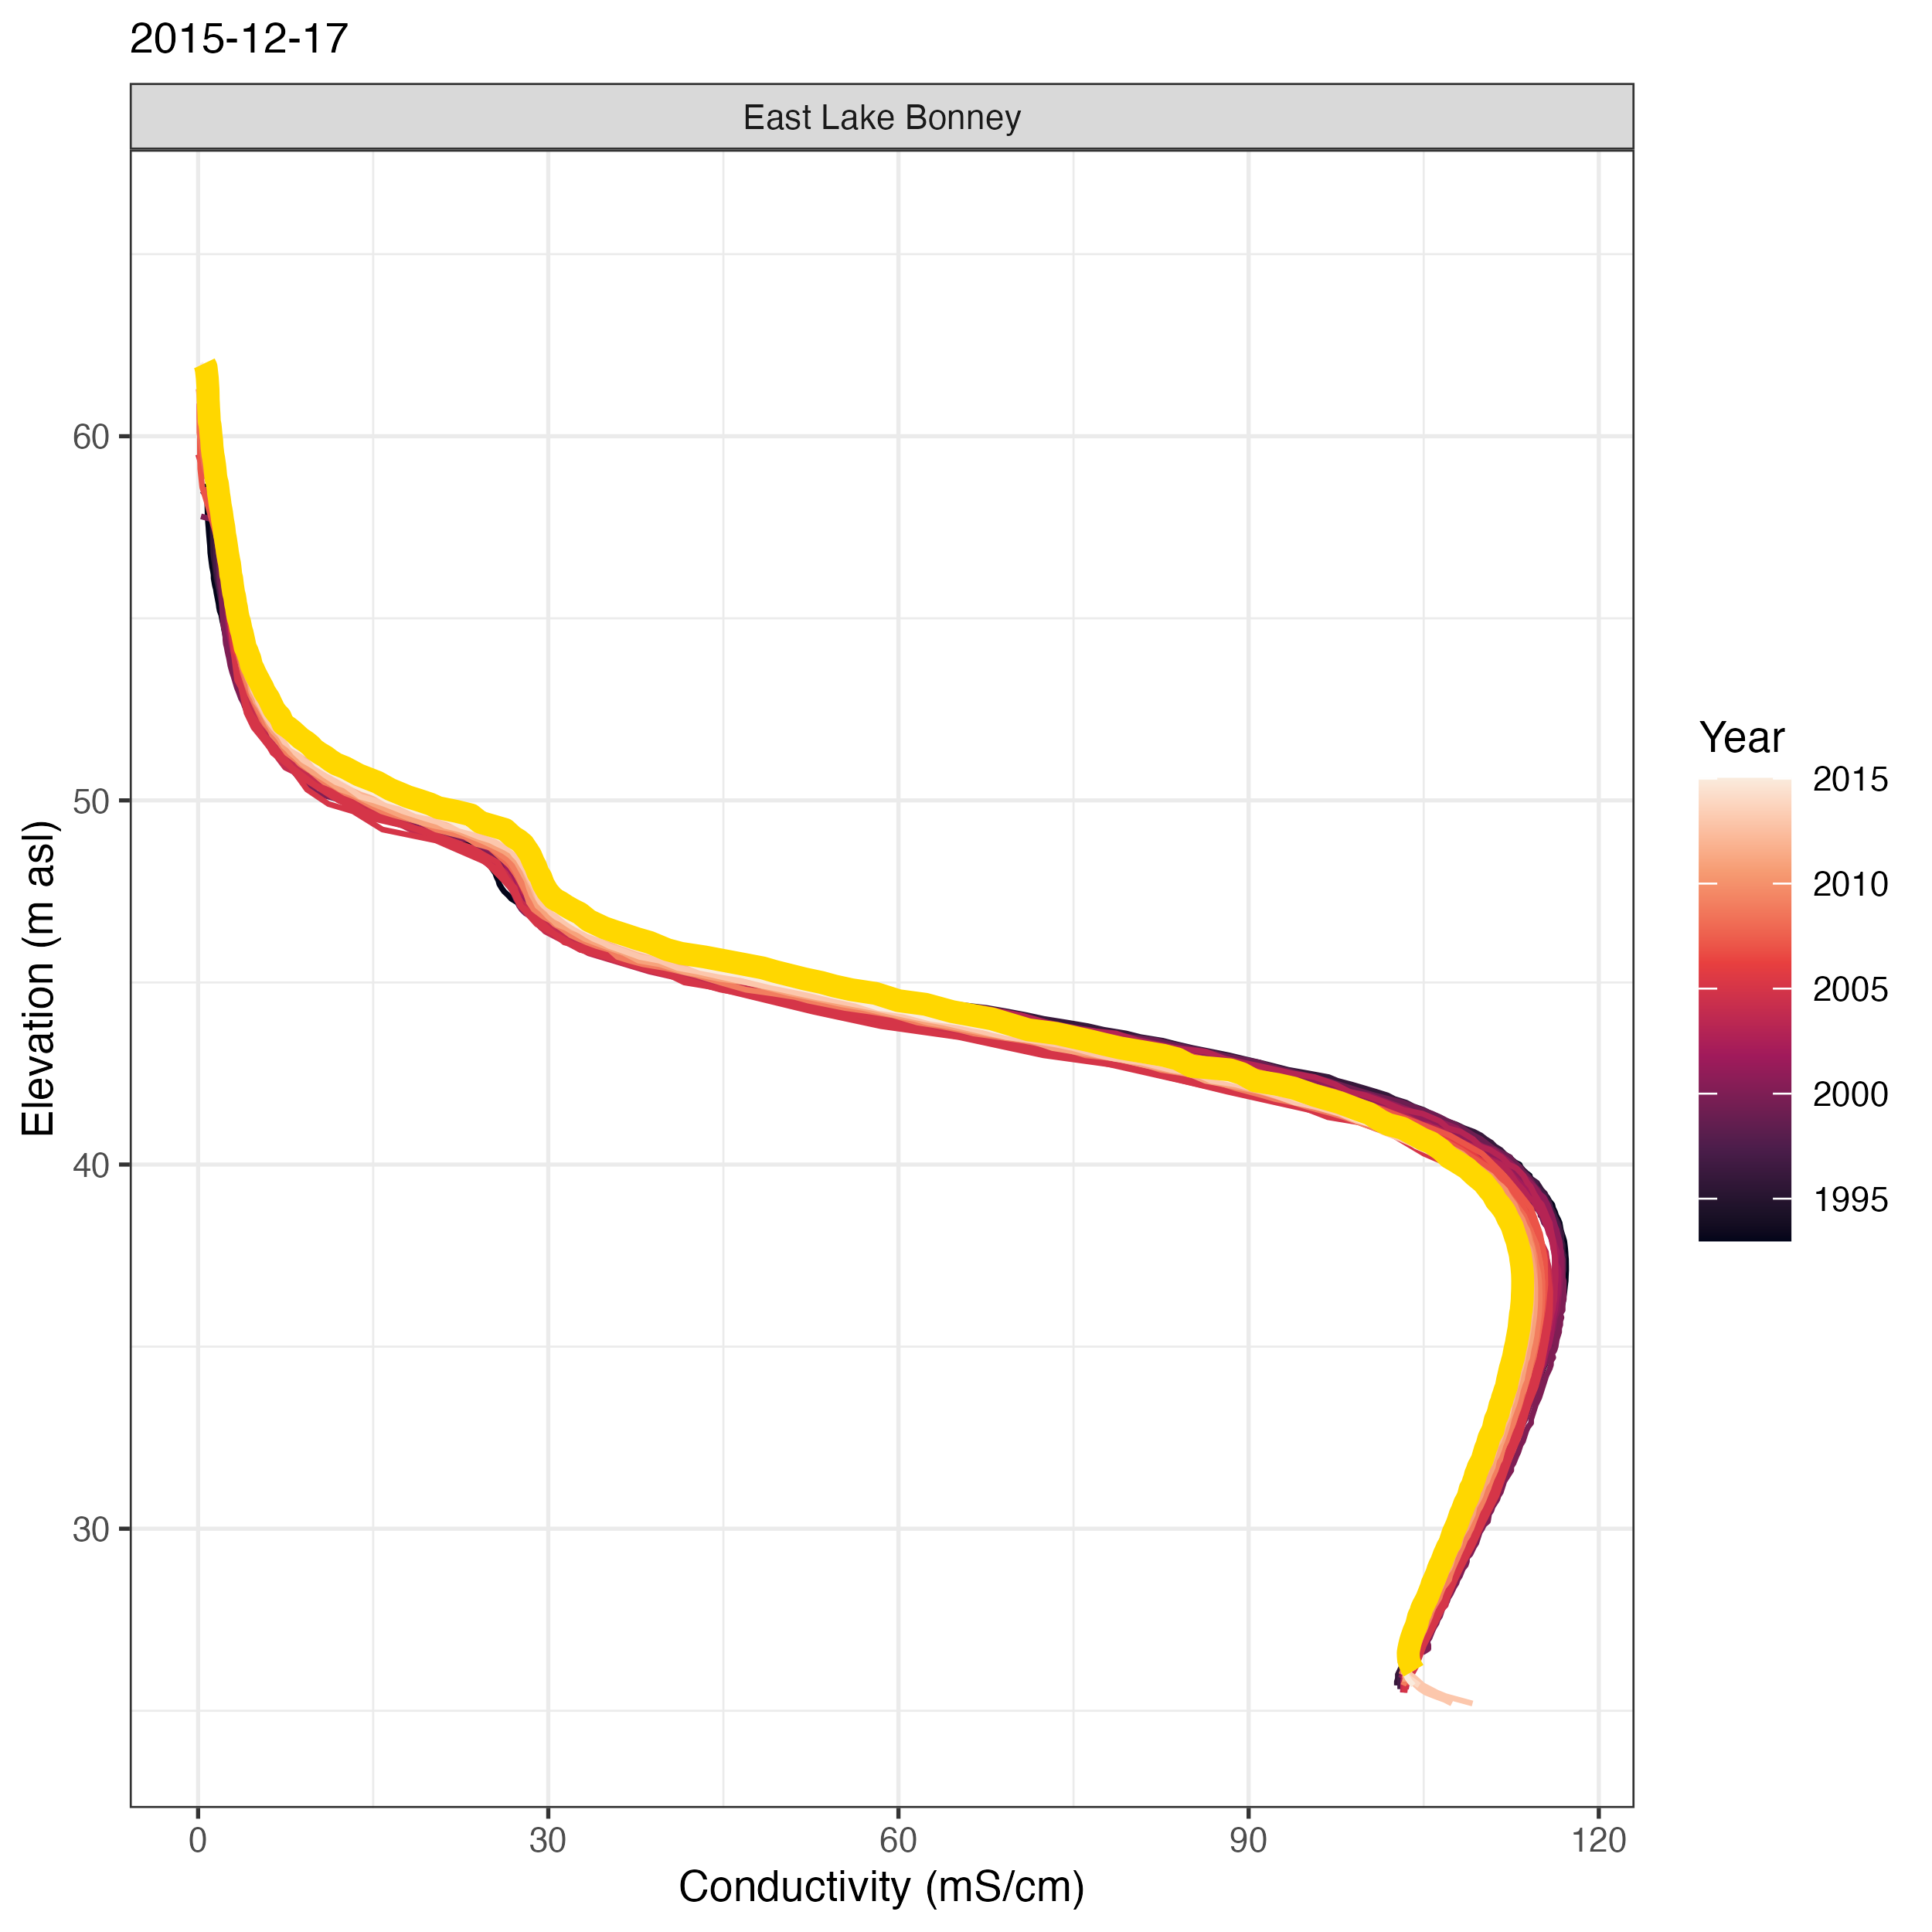 2015-12-17
East Lake Bonney
60
50
40
30
Elevation (m asl)
0 30 60 90 120
Conductivity (mS/cm)
Year
2015
2010
2005
2000
1995